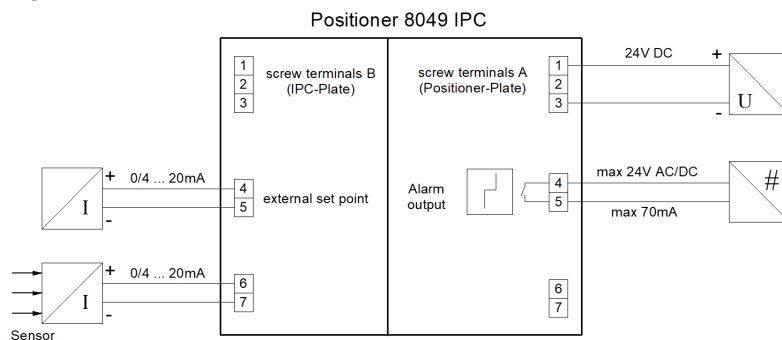 Positioner 8049 IPC
1
2
3
screw terminals B
(IPC-Plate)
screw terminals A
(Positioner-Plate)
1
2
3
24V DC
+
-
U
+
-
I
0/4 ... 20mA
4
5
external set point
Alarm
output
4
5
max 24V AC/DC
max 70mA
#
+
-
I
0/4 ... 20mA
6
7
6
7
Sensor